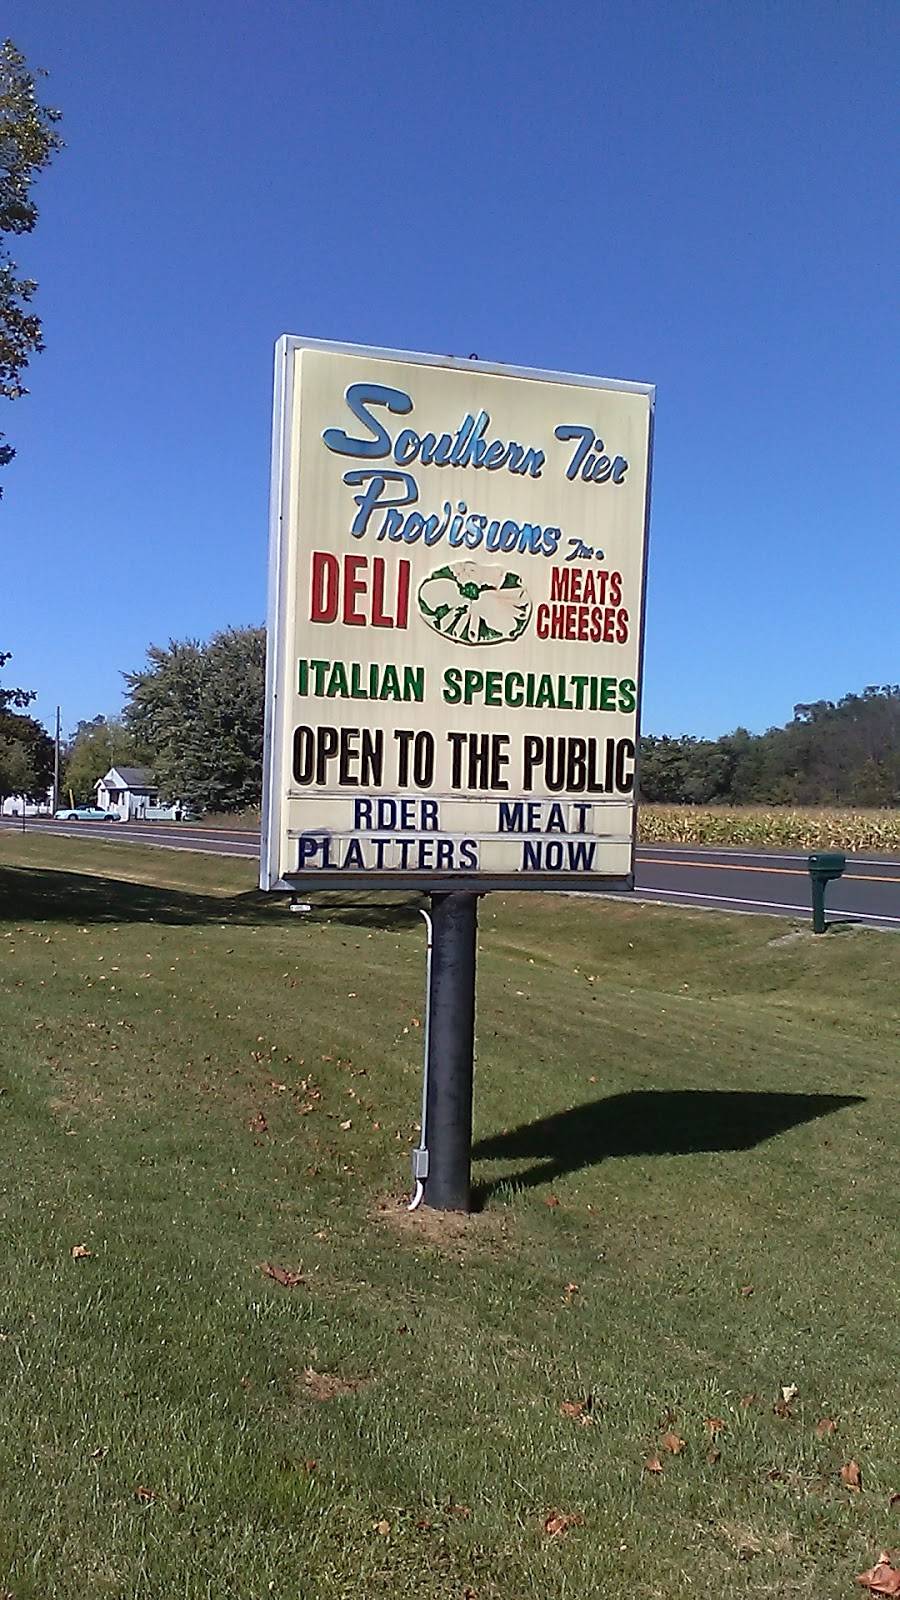 Southern Tier
Provisions Inc.
DELI
MEATS
CHEESES
ITALIAN SPECIALTIES
OPEN TO THE PUBLIC
RDER MEAT
PLATTERS NOW